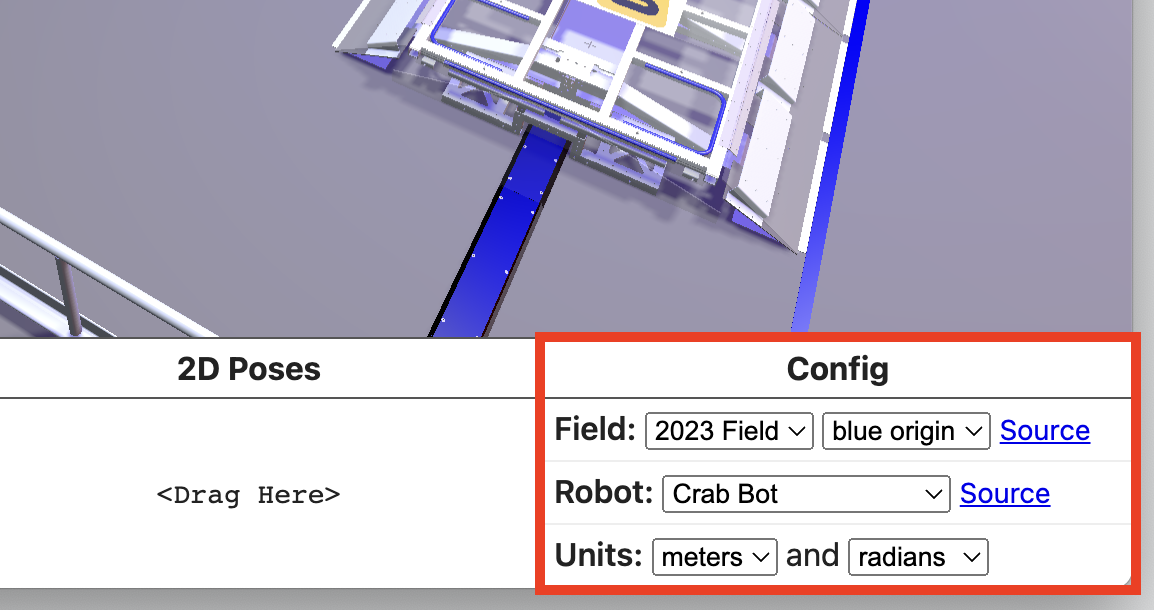 2D Poses
<Drag Here>
Config
Field: 2023 Field blue origin Source
Robot: Crab Bot Source
Units: meters and radians